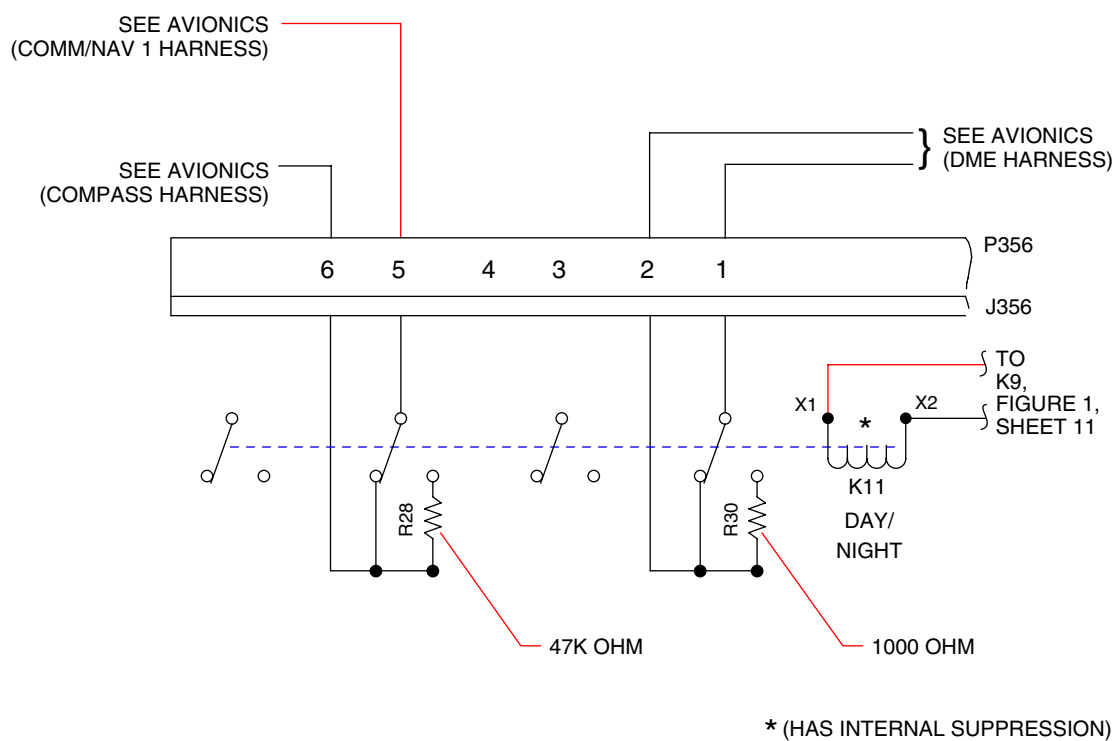 SEE AVIONICS
(COMM/NAV 1 HARNESS)
SEE AVIONICS
(DME HARNESS)
SEE AVIONICS
(COMPASS HARNESS)
P356
6 5 4 3 2 1
J356
TO
K9,
FIGURE 1,
SHEET 11
X1
*
X2
K11
DAY/
NIGHT
R28
R30
47K OHM
1000 OHM
* (HAS INTERNAL SUPPRESSION)